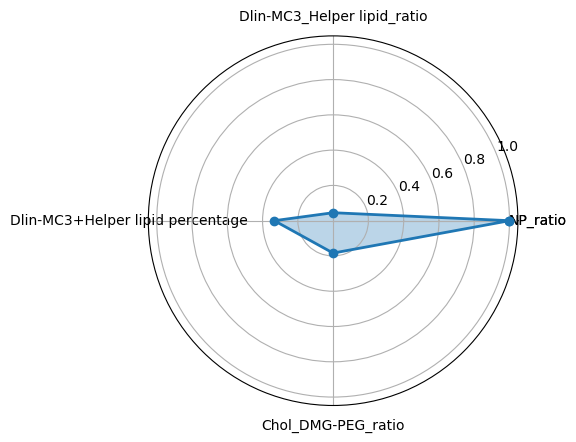 Dlin-MC3_Helper lipid_ratio
1.0
0.8
0.6
0.4
0.2
Dlin-MC3+Helper lipid percentage
NP_ratio
Chol_DMG-PEG_ratio